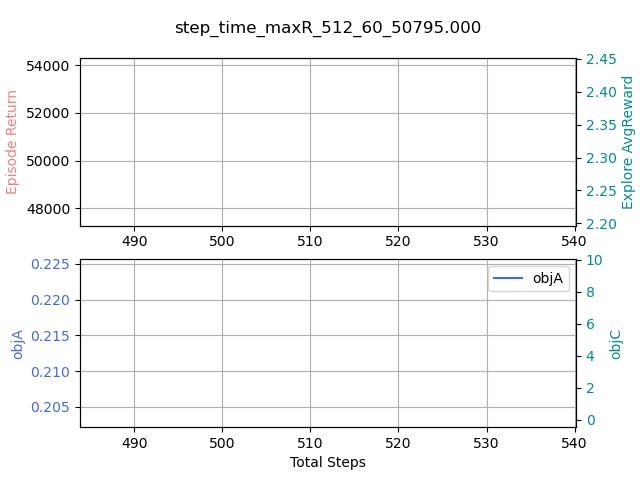 step_time_maxR_512_60_50795.000
54000
52000
50000
48000
Episode Return
2.45
2.40
2.35
2.30
2.25
2.20
Explore AvgReward
490 500 510 520 530 540
0.225
0.220
0.215
0.210
0.205
objA
objA
10
8
6
4
2
0
objC
490 500 510 520 530 540
Total Steps